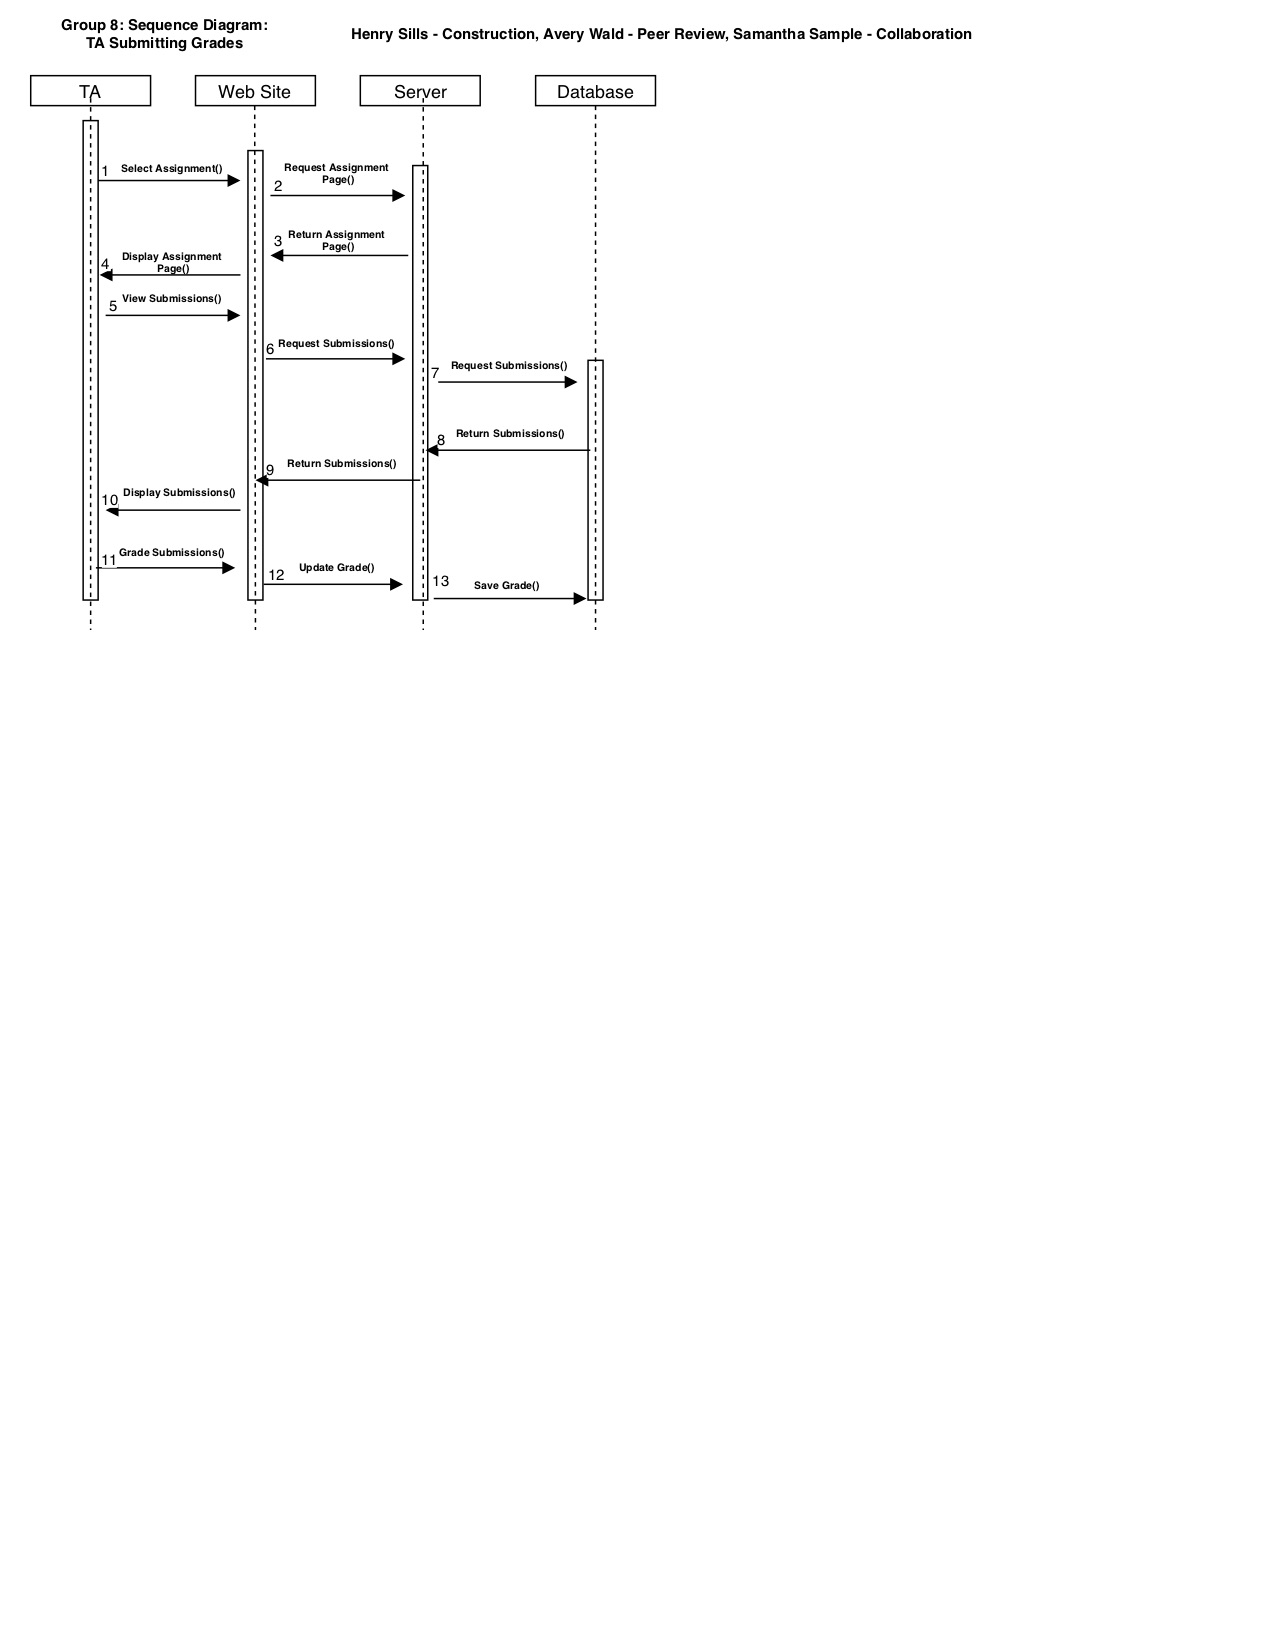 Group 8: Sequence Diagram:
TA Submitting Grades
Henry Sills - Construction, Avery Wald - Peer Review, Samantha Sample - Collaboration
TA
Web Site
Server
Database
1
Select Assignment()
2
Request Assignment
Page()
3
Return Assignment
Page()
4
Display Assignment
Page()
5
View Submissions()
6
Request Submissions()
7
Request Submissions()
8
Return Submissions()
9
Return Submissions()
10
Display Submissions()
11
Grade Submissions()
12
Update Grade()
13
Save Grade()